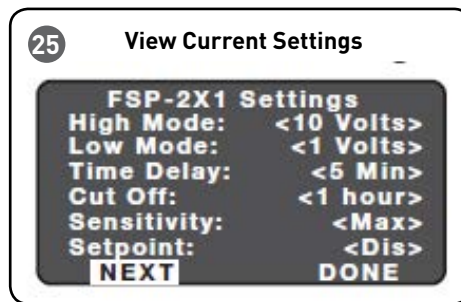 25 View Current Settings
FSP-2X1 Settings
High Mode: <10 Volts>
Low Mode: <1 Volts>
Time Delay: <5 Min>
Cut Off: <1 hour>
Sensitivity: <Max>
Setpoint: <Dis>
NEXT DONE